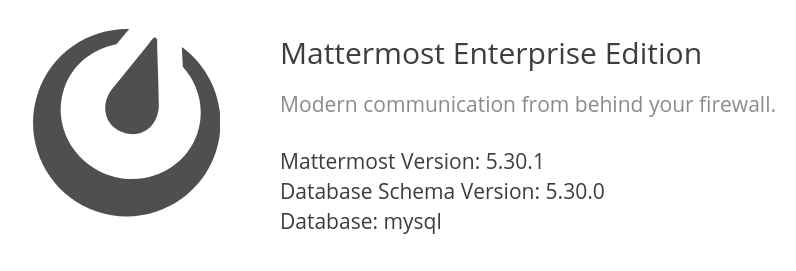 Mattermost Enterprise Edition
Modern communication from behind your firewall.
Mattermost Version: 5.30.1
Database Schema Version: 5.30.0
Database: mysql